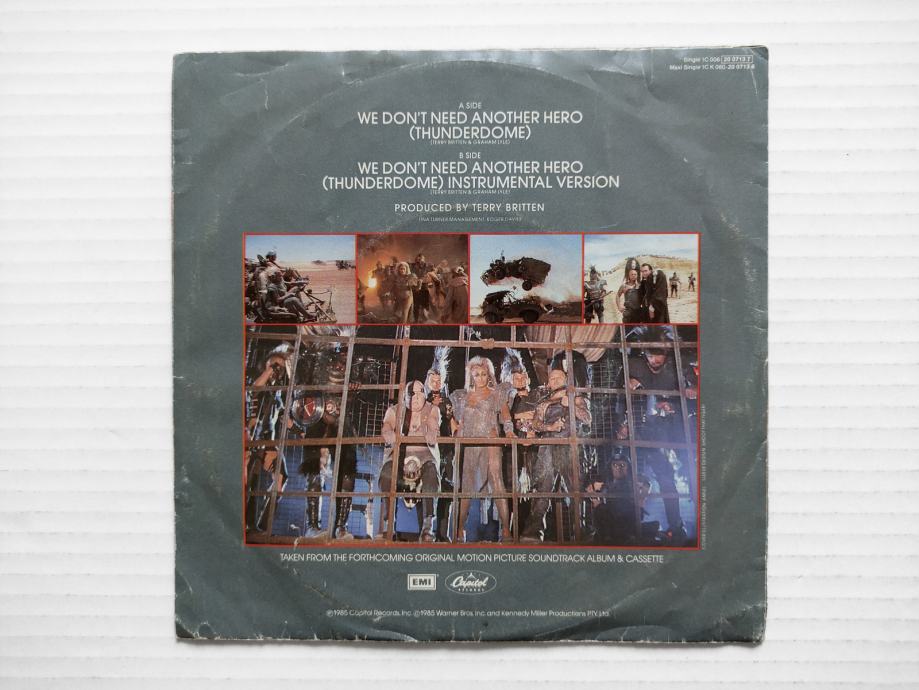 Single 1C 006 20 0713 7
Maxi Single 1C K 060-20 0713 6
A SIDE
WE DON'T NEED ANOTHER HERO
(THUNDERDOME)
(TERRY BRITTEN & GRAHAM LYLE)
B SIDE
WE DON'T NEED ANOTHER HERO
(THUNDERDOME) INSTRUMENTAL VERSION
(TERRY BRITTEN & GRAHAM LYLE)
PRODUCED BY TERRY BRITTEN
TINA TURNER MANAGEMENT: ROGER DAVIES
TAKEN FROM THE FORTHCOMING ORIGINAL MOTION PICTURE SOUNDTRACK ALBUM & CASSETTE
EMI
Capitol
RECORDS
℗1985 Capitol Records, Inc. ©1985 Warner Bros. Inc. and Kennedy Miller Productions PTY. Ltd.